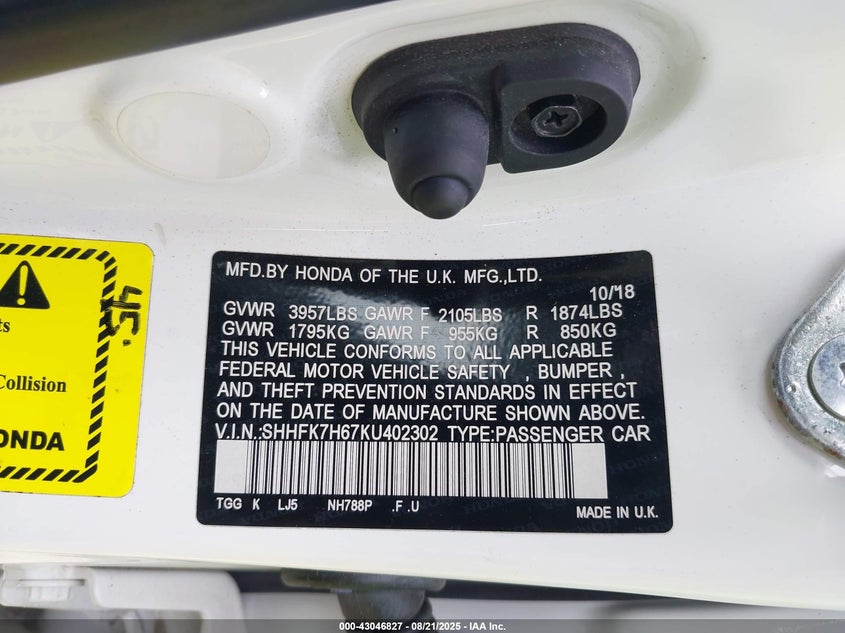 MFD.BY HONDA OF THE U.K. MFG.,LTD.
10/18
GVWR 3957LBS GAWR F 2105LBS R 1874LBS
GVWR 1795KG GAWR F 955KG R 850KG
THIS VEHICLE CONFORMS TO ALL APPLICABLE
FEDERAL MOTOR VEHICLE SAFETY , BUMPER ,
AND THEFT PREVENTION STANDARDS IN EFFECT
ON THE DATE OF MANUFACTURE SHOWN ABOVE.
V.I.N.:SHHFK7H67KU402302 TYPE:PASSENGER CAR
TGG K LJ5 NH788P .F .U
MADE IN U.K.
45.
ts
Collision
ONDA
000-43046827 - 08/21/2025 - IAA Inc.